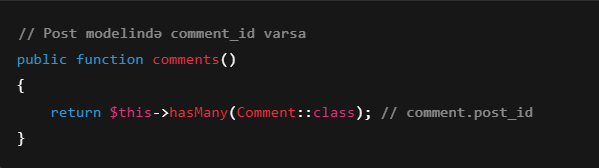 // Post modelində comment_id varsa
public function comments()
{
    return $this->hasMany(Comment::class); // comment.post_id
}